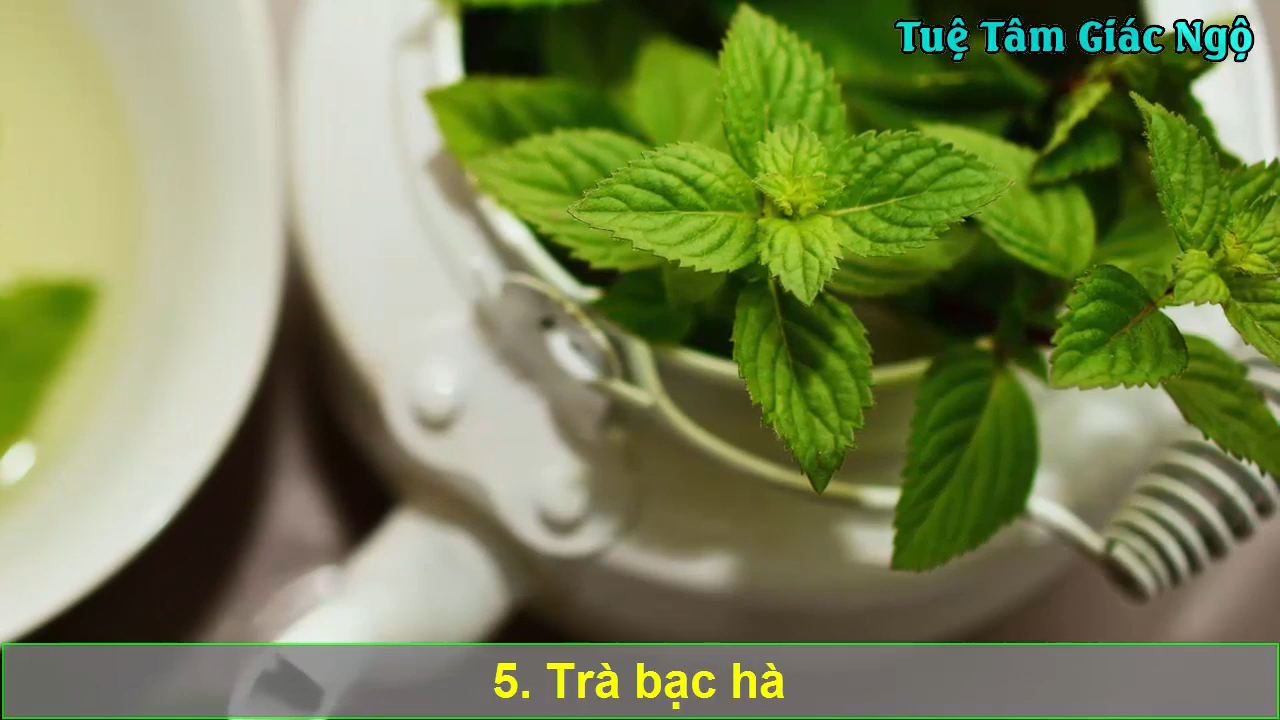 Tuệ Tâm Giác Ngộ
5. Trà bạc hà